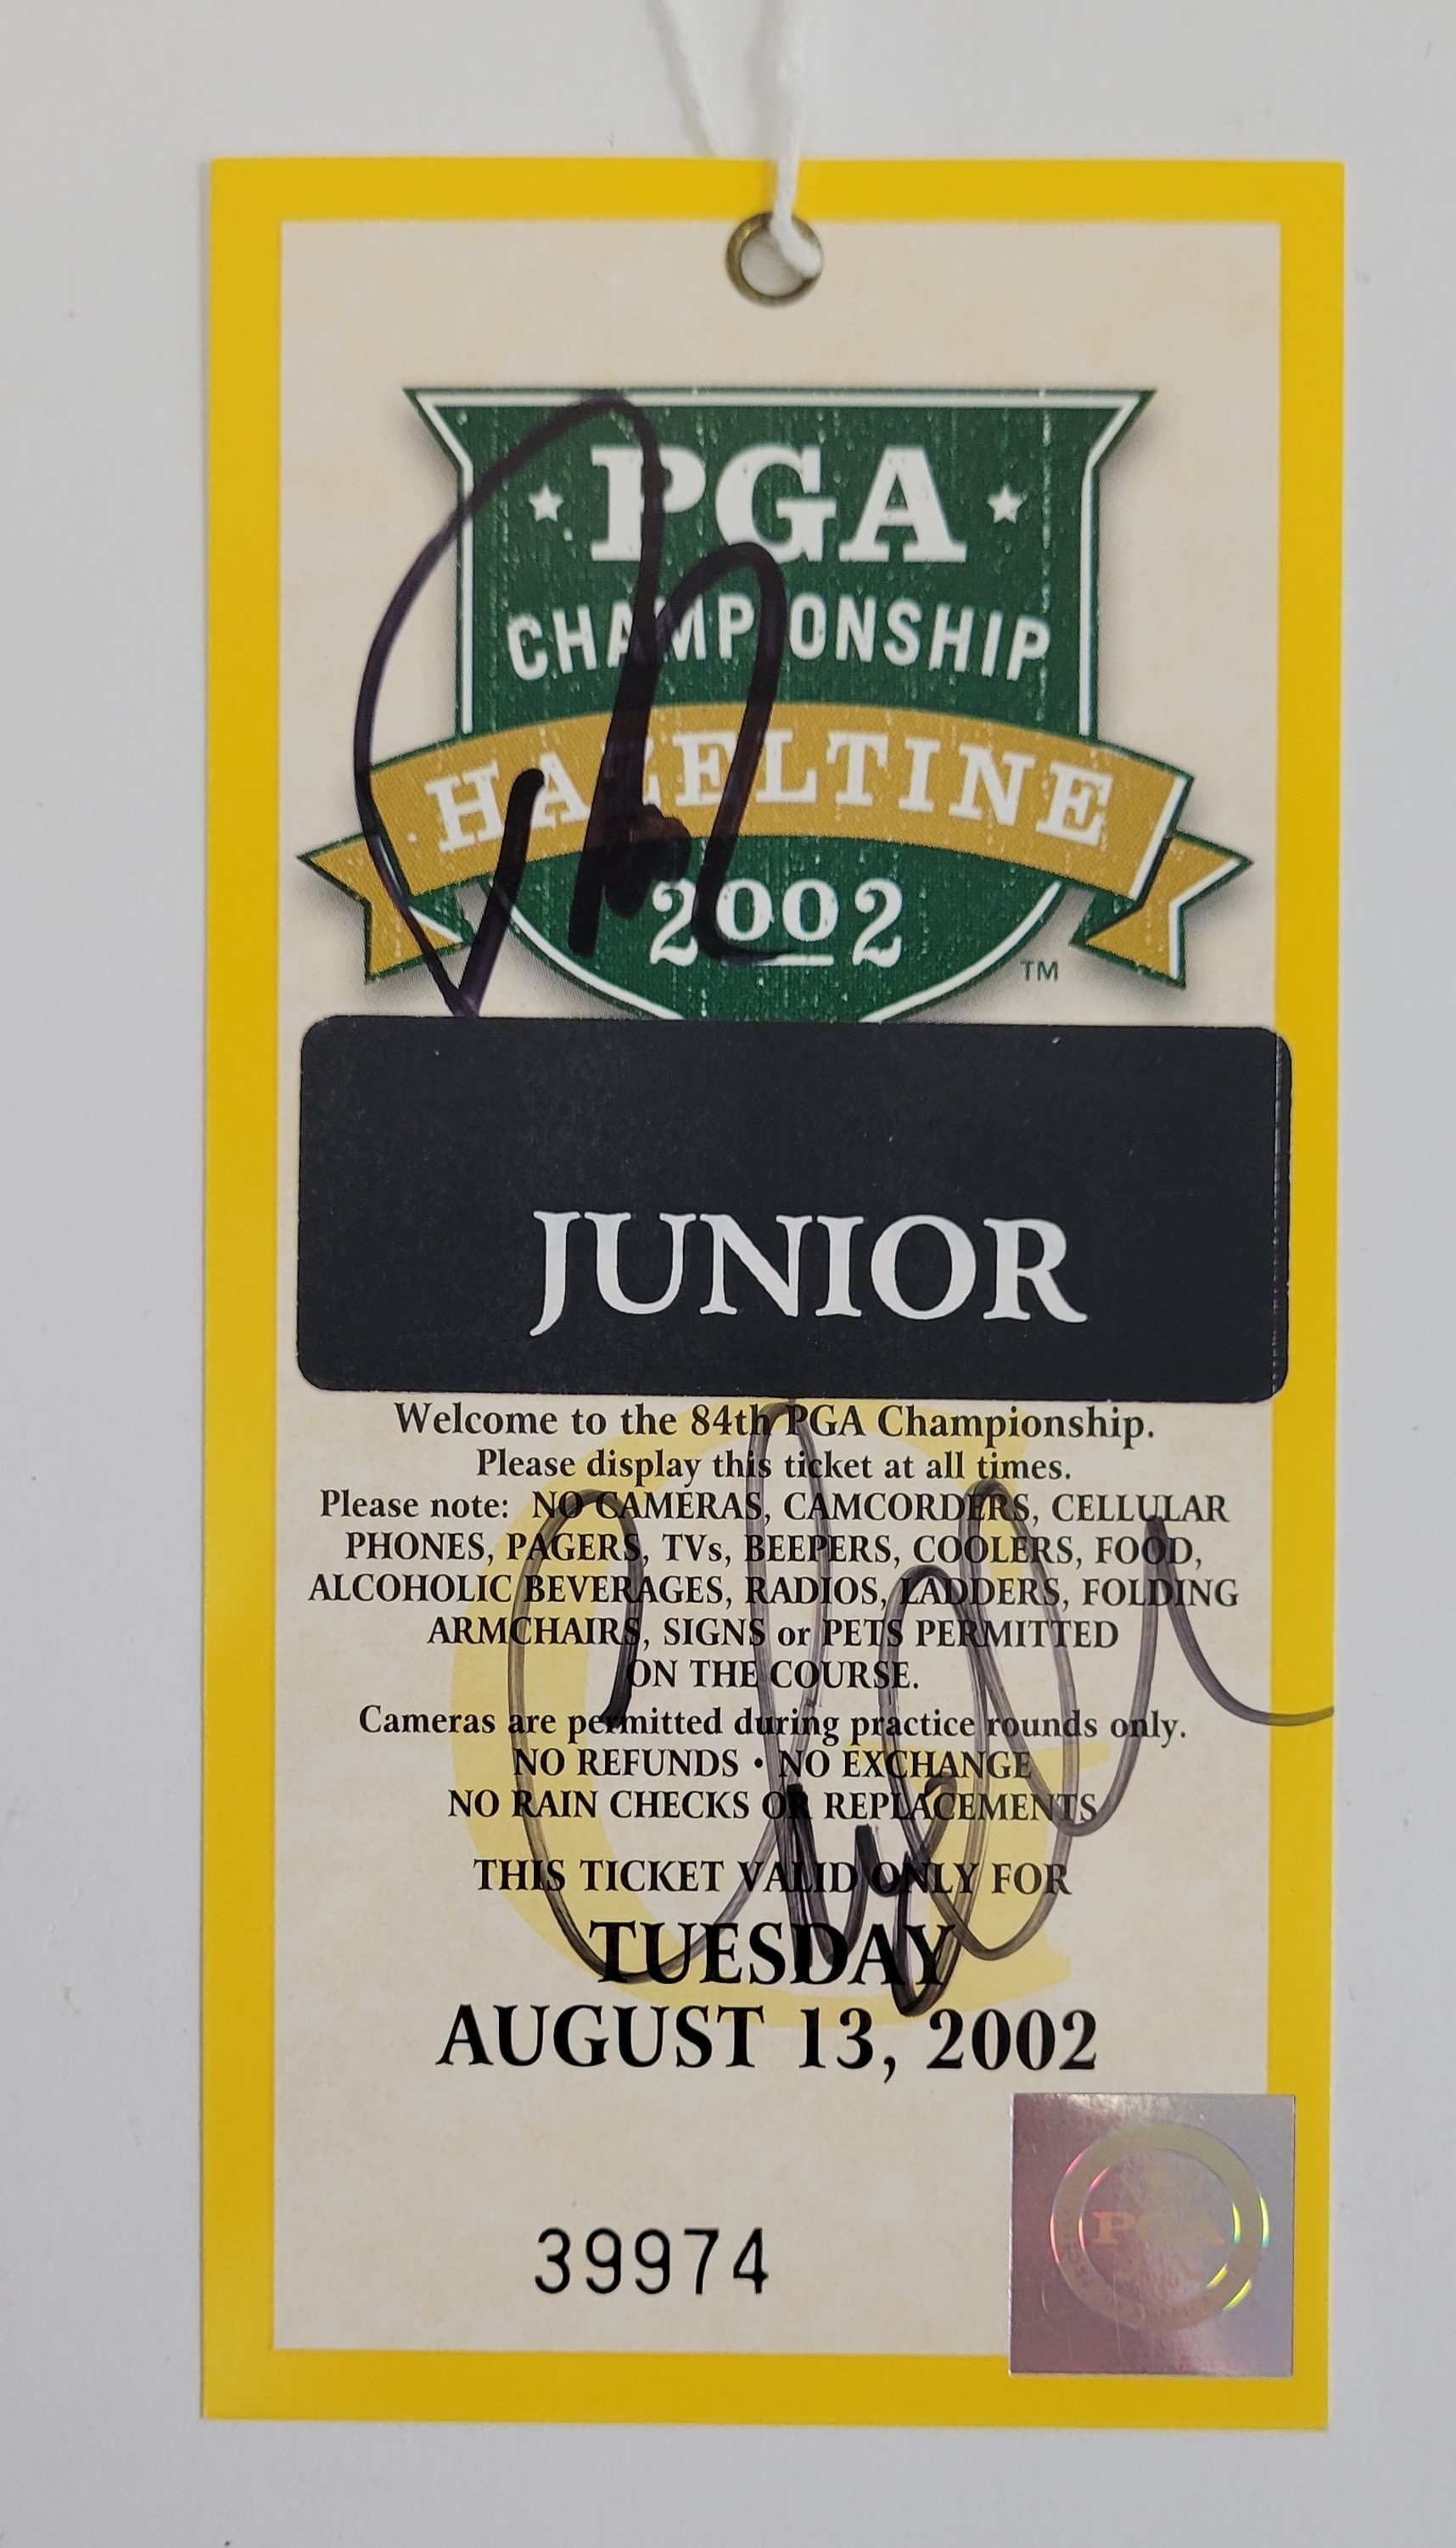 PGA
CHAMPIONSHIP
HAZELTINE
2002
TM
JUNIOR
Welcome to the 84th PGA Championship.
Please display this ticket at all times.
Please note: NO CAMERAS, CAMCORDERS, CELLULAR
PHONES, PAGERS, TVs, BEEPERS, COOLERS, FOOD,
ALCOHOLIC BEVERAGES, RADIOS, LADDERS, FOLDING
ARMCHAIRS, SIGNS or PETS PERMITTED
ON THE COURSE.
Cameras are permitted during practice rounds only.
NO REFUNDS • NO EXCHANGE
NO RAIN CHECKS OR REPLACEMENTS
THIS TICKET VALID ONLY FOR
TUESDAY
AUGUST 13, 2002
PGA
39974